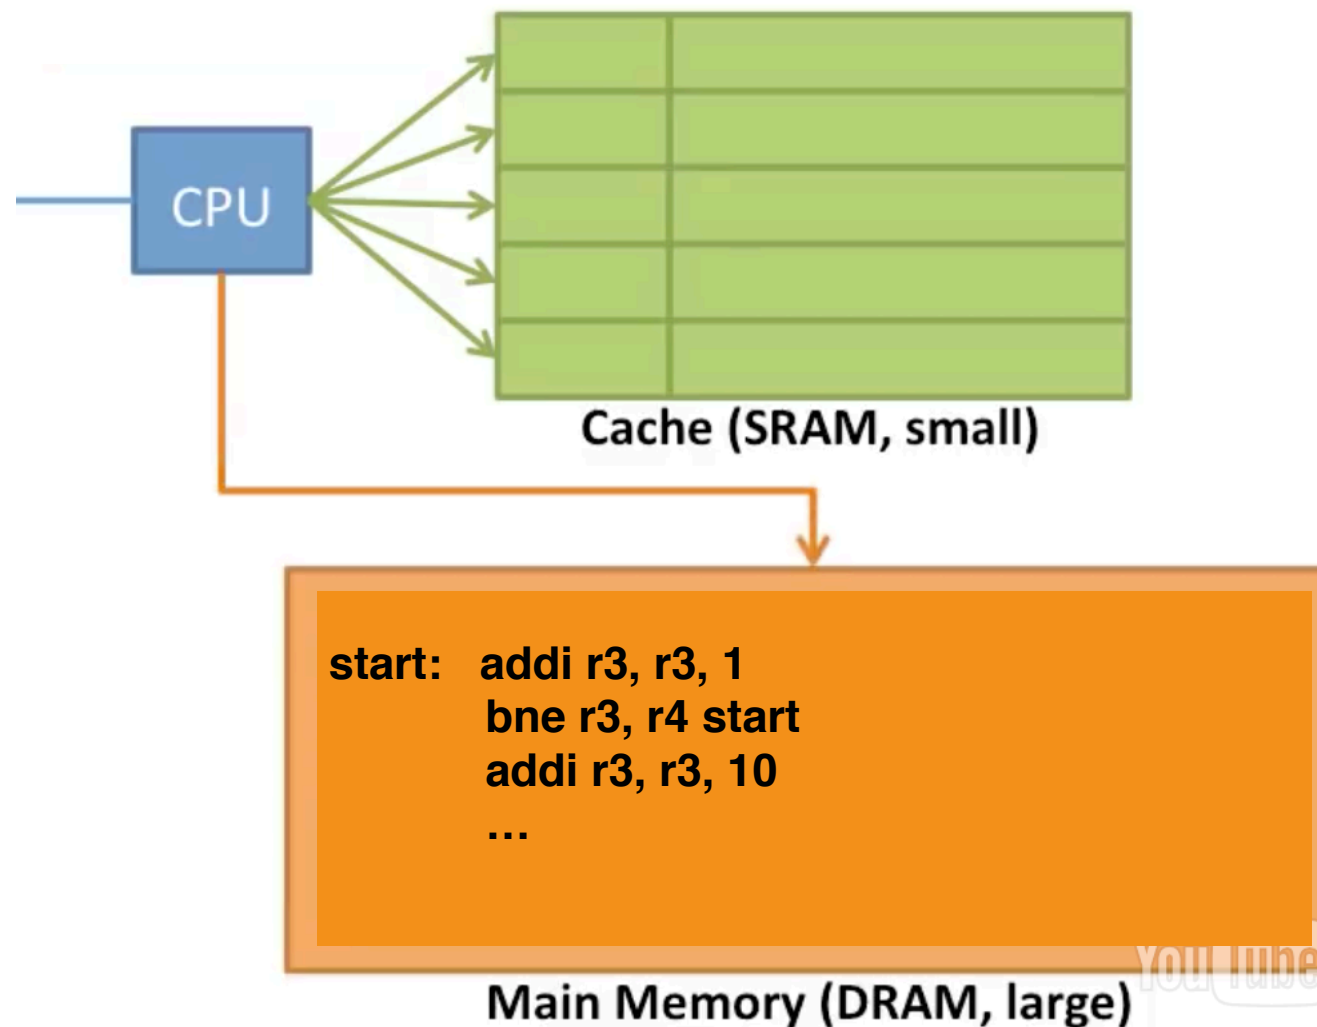 CPU
Cache (SRAM, small)
start: addi r3, r3, 1
bne r3, r4 start
addi r3, r3, 10
…
YouTube
Main Memory (DRAM, large)